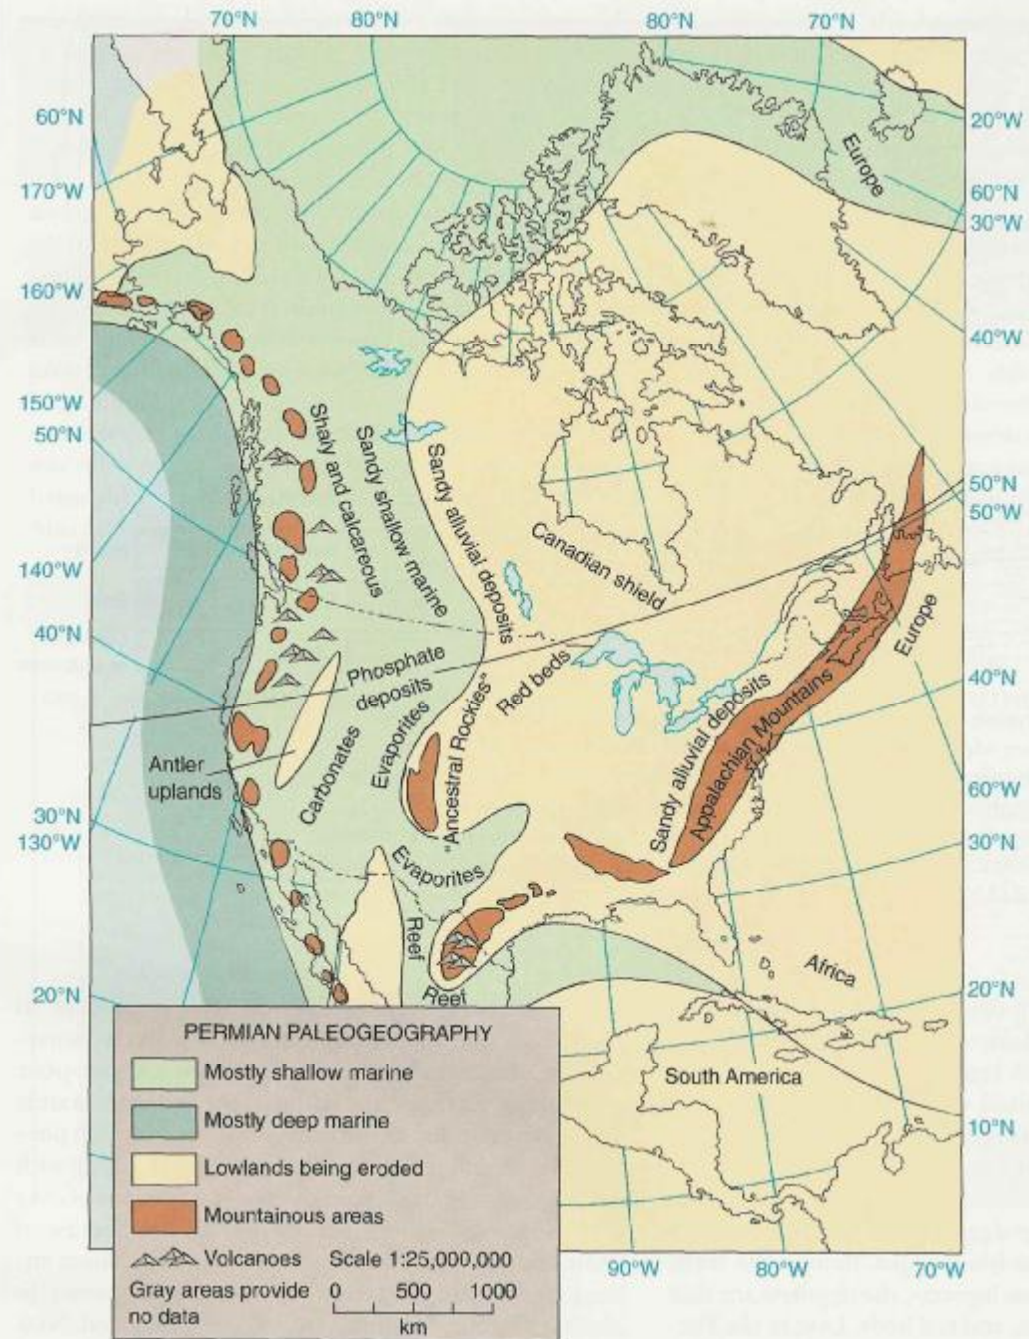 70°N
80°N
80°N
70°N
60°N
20°W
Europe
170°W
60°N
30°W
160°W
40°W
150°W
50°N
Shaly and calcareous
Sandy shallow marine
Sandy alluvial deposits
50°N
50°W
Canadian shield
140°W
40°N
Europe
Phosphate
deposits
Red beds
40°N
Evaporites
"Ancestral Rockies"
Sandy alluvial deposits
Appalachian Mountains
Antler
uplands
Carbonates
60°W
30°N
130°W
30°N
Evaporites
Reef
Africa
20°N
Reef
20°N
South America
10°N
PERMIAN PALEOGEOGRAPHY
Mostly shallow marine
Mostly deep marine
Lowlands being eroded
Mountainous areas
Volcanoes
Scale 1:25,000,000
Gray areas provide
no data
0 500 1000
km
90°W
80°W
70°W